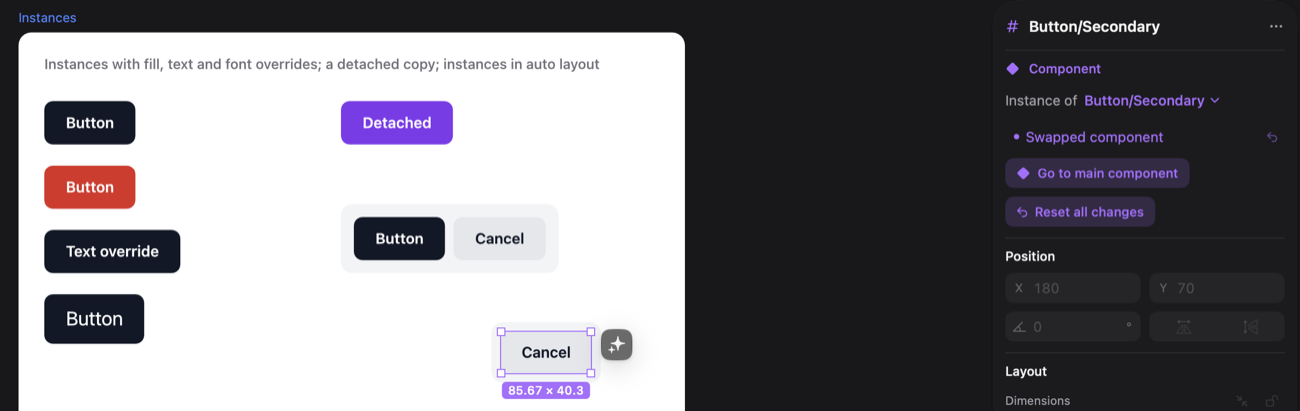 Instances
Instances with fill, text and font overrides; a detached copy; instances in auto layout
Button
Detached
Button
Button
Cancel
Text override
Button
Cancel
85.67 × 40.3
Button/Secondary
Component
Instance of Button/Secondary
Swapped component
Go to main component
Reset all changes
Position
X 180
Y 70
0 °
Layout
Dimensions